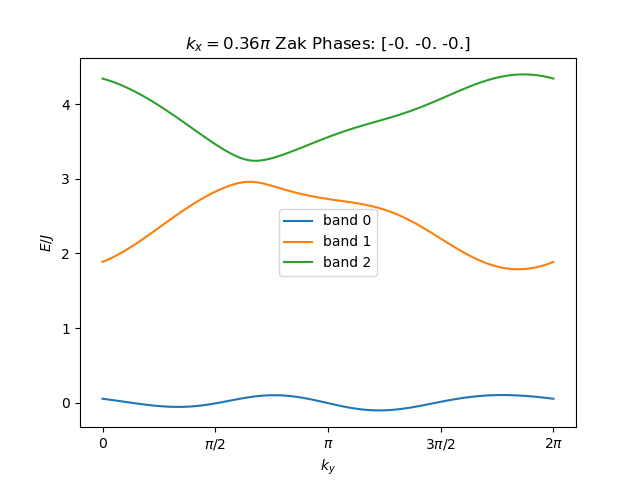 $k_x = 0.36\pi$ Zak Phases: [-0. -0. -0.]
E/J
4
3
2
1
0
band 0
band 1
band 2
0
π/2
π
3π/2
2π
$k_y$